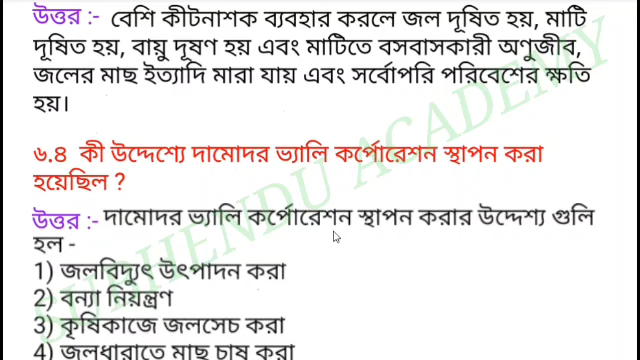 উত্তর :- বেশি কীটনাশক ব্যবহার করলে জল দূষিত হয়, মাটি
দূষিত হয়, বায়ু দূষণ হয় এবং মাটিতে বসবাসকারী অণুজীব,
জলের মাছ ইত্যাদি মারা যায় এবং সর্বোপরি পরিবেশের ক্ষতি
হয়।
৬.৪ কী উদ্দেশ্যে দামোদর ভ্যালি কর্পোরেশন স্থাপন করা
হয়েছিল ?
উত্তর :- দামোদর ভ্যালি কর্পোরেশন স্থাপন করার উদ্দেশ্য গুলি
হল -
1) জলবিদ্যুৎ উৎপাদন করা
2) বন্যা নিয়ন্ত্রণ
3) কৃষিকাজে জলসেচ করা
4) জলধারাতে মাছ চাষ করা
SUBHENDU ACADEMY